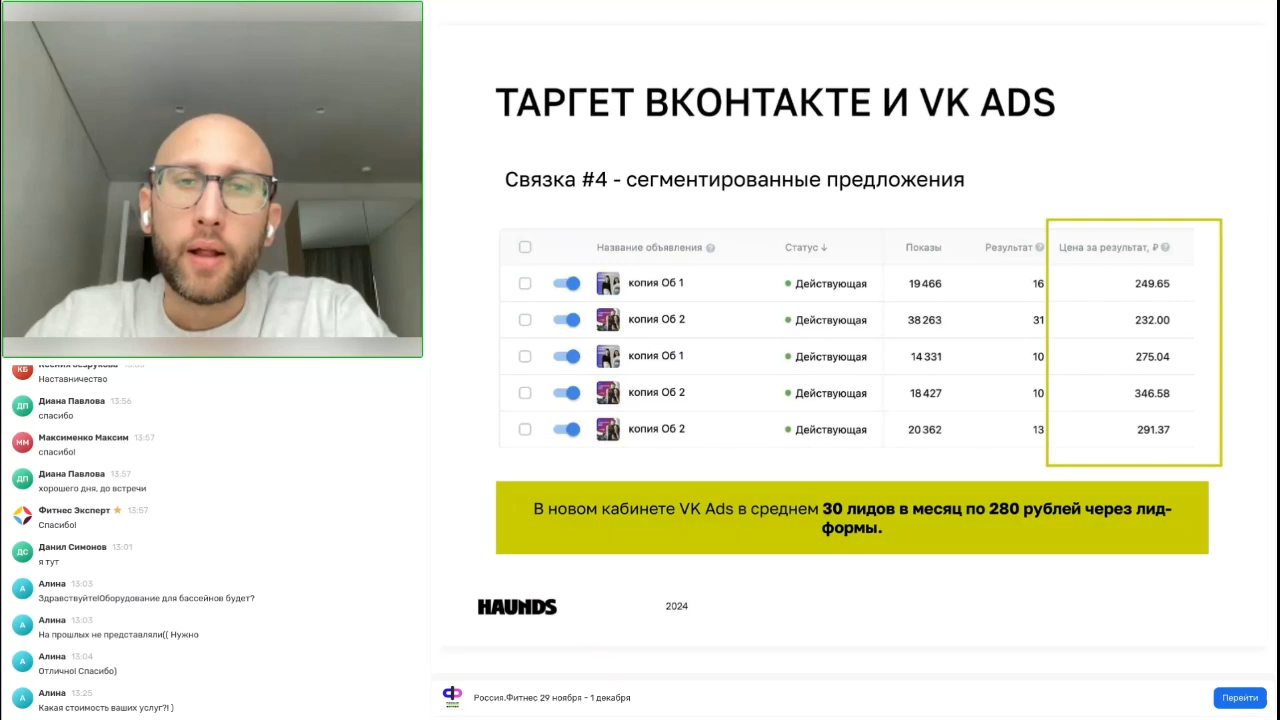 ТАРГЕТ ВКОНТАКТЕ И VK ADS
Связка #4 - сегментированные предложения
Название объявления Статус ↓ Показы Результат Цена за результат, ₽
копия Об 1 Действующая 19 466 16 249.65
копия Об 2 Действующая 38 263 31 232.00
копия Об 1 Действующая 14 331 10 275.04
копия Об 2 Действующая 18 427 10 346.58
копия Об 2 Действующая 20 362 13 291.37
В новом кабинете VK Ads в среднем 30 лидов в месяц по 280 рублей через лид-
формы.
HAUNDS 2024
Россия.Фитнес 29 ноября - 1 декабря
Перейти
КБ
Наставничество
ДП Диана Павлова 13:56
спасибо
ММ Максименко Максим 13:57
спасибо!
ДП Диана Павлова 13:57
хорошего дня, до встречи
Фитнес Эксперт 13:57
Спасибо!
ДС Данил Симонов 13:01
я тут
А Алина 13:03
Здравствуйте!Оборудование для бассейнов будет?
А Алина 13:03
На прошлых не представляли(( Нужно
А Алина 13:04
Отлично! Спасибо)
А Алина 13:25
Какая стоимость ваших услуг?! )